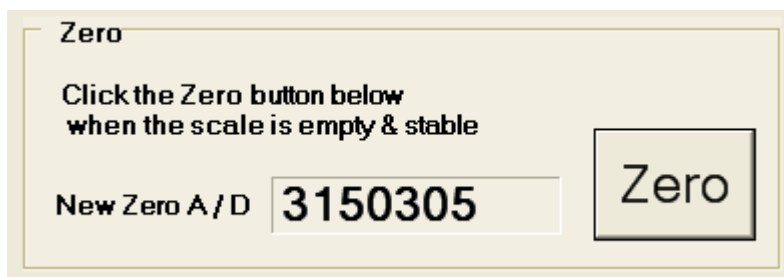 Zero
Click the Zero button below
when the scale is empty & stable
New Zero A / D 3150305
Zero